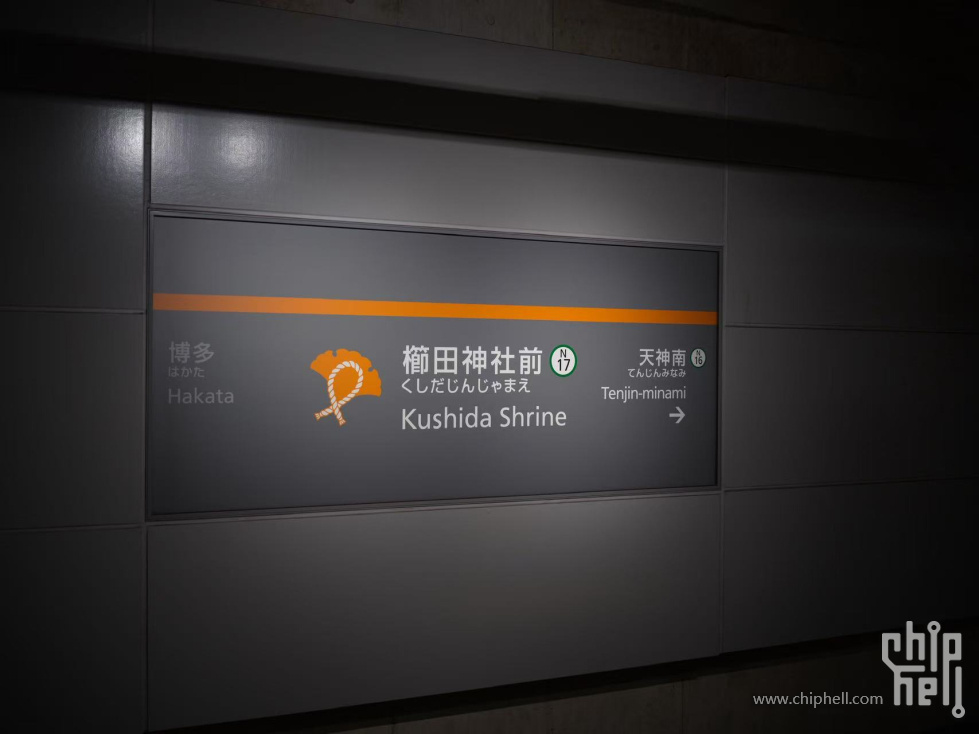 博多
はかた
Hakata
櫛田神社前
N
17
くしだじんじゃまえ
Kushida Shrine
天神南
N
16
てんじんみなみ
Tenjin-minami
www.chiphell.com
chip
hell